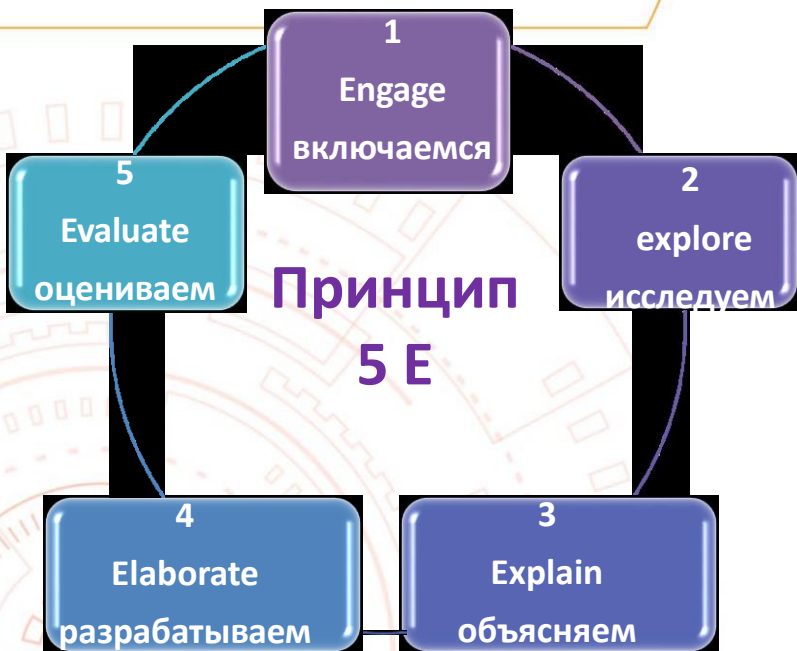 1
Engage
включаемся
2
explore
исследуем
3
Explain
объясняем
4
Elaborate
разрабатываем
5
Evaluate
оцениваем
Принцип
5 Е